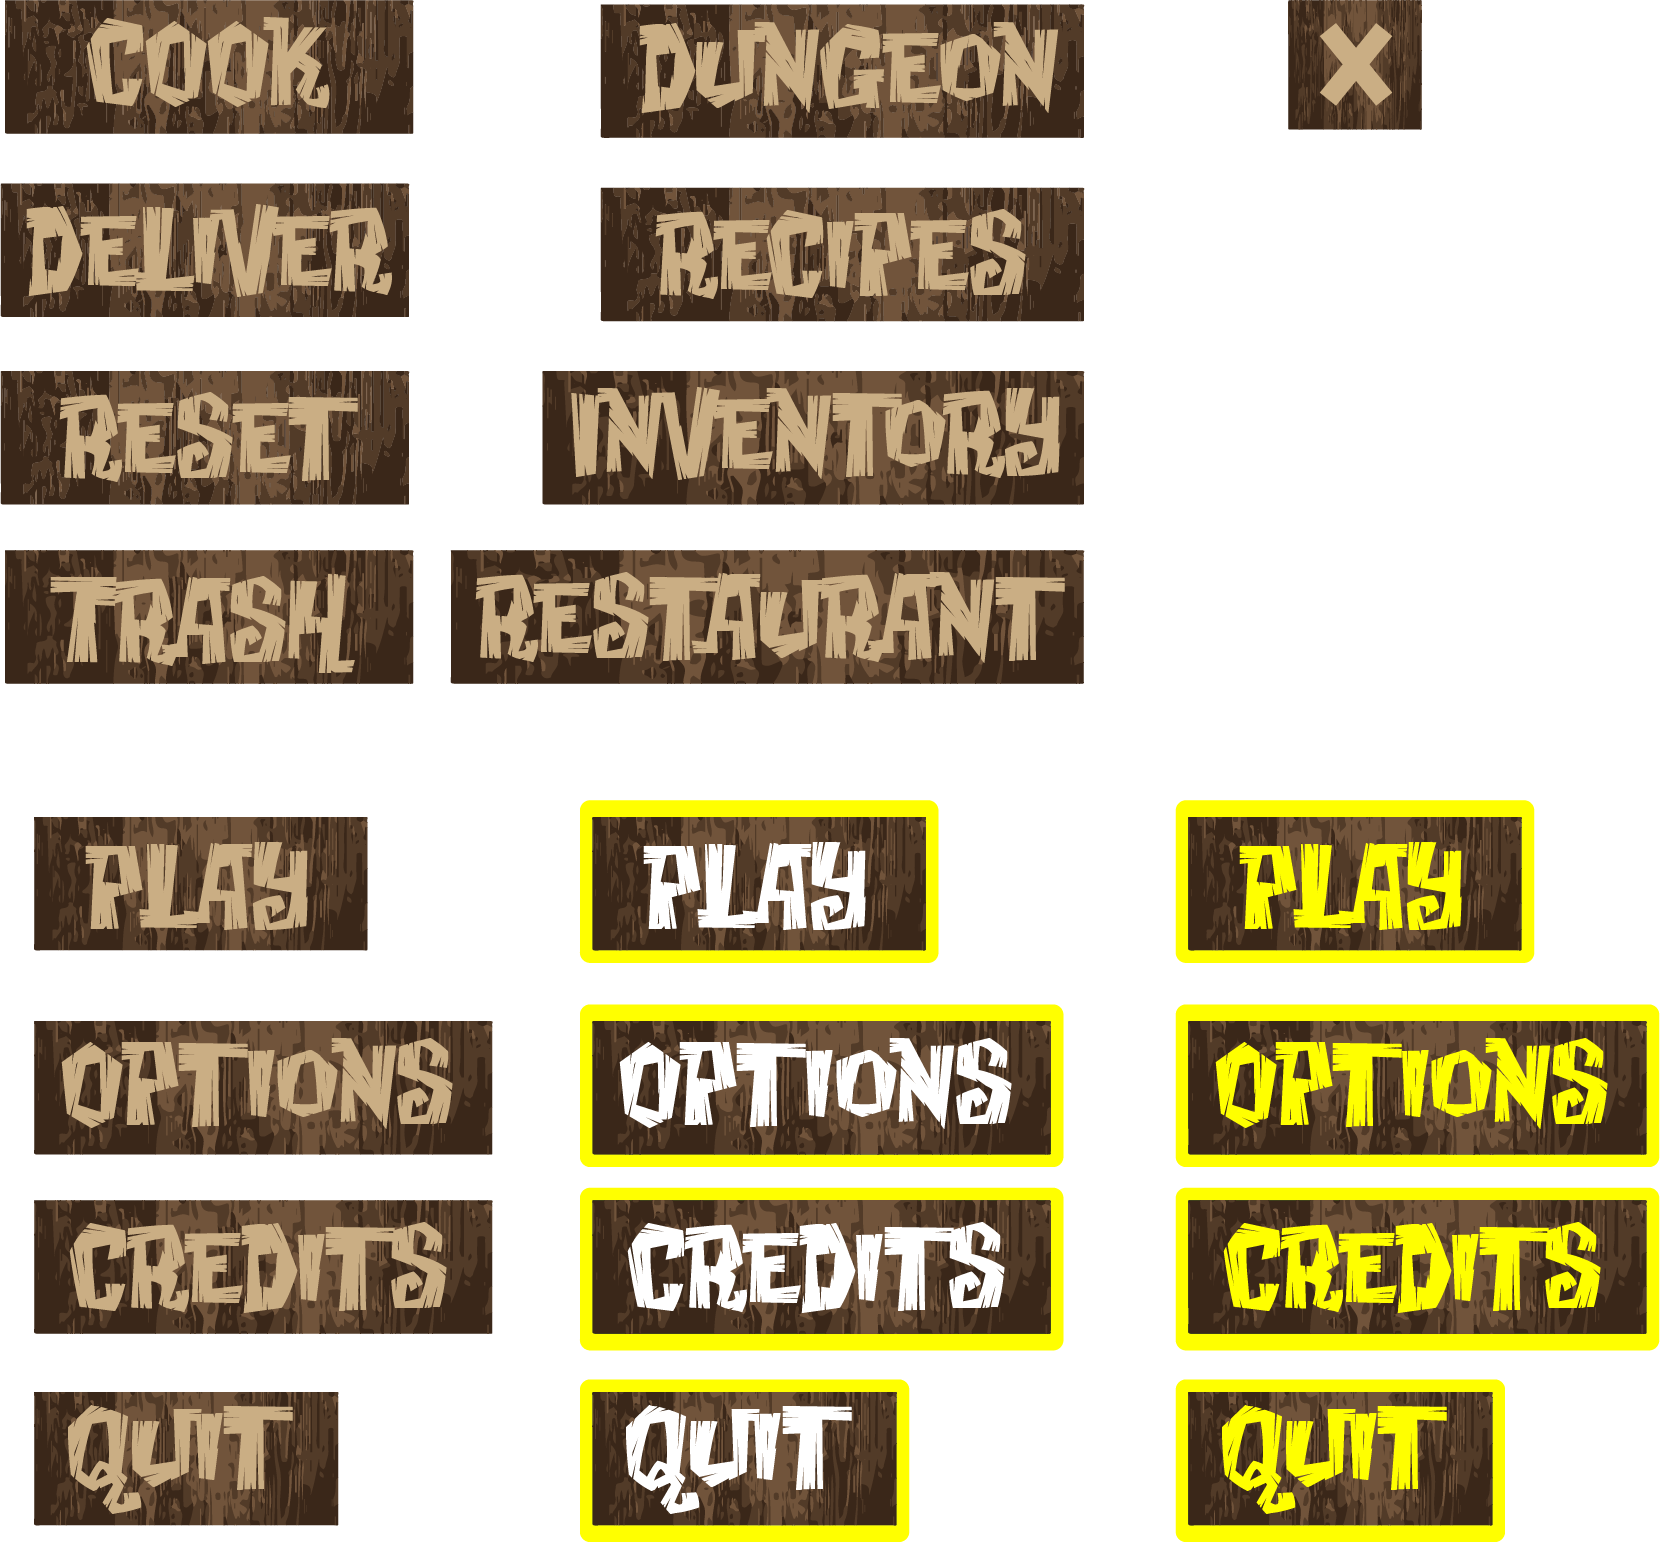 COOK
DUNGEON
X
DELIVER
RECIPES
RESET
INVENTORY
TRASH
RESTAURANT
PLAY
PLAY
PLAY
OPTIONS
OPTIONS
OPTIONS
CREDITS
CREDITS
CREDITS
QUIT
QUIT
QUIT